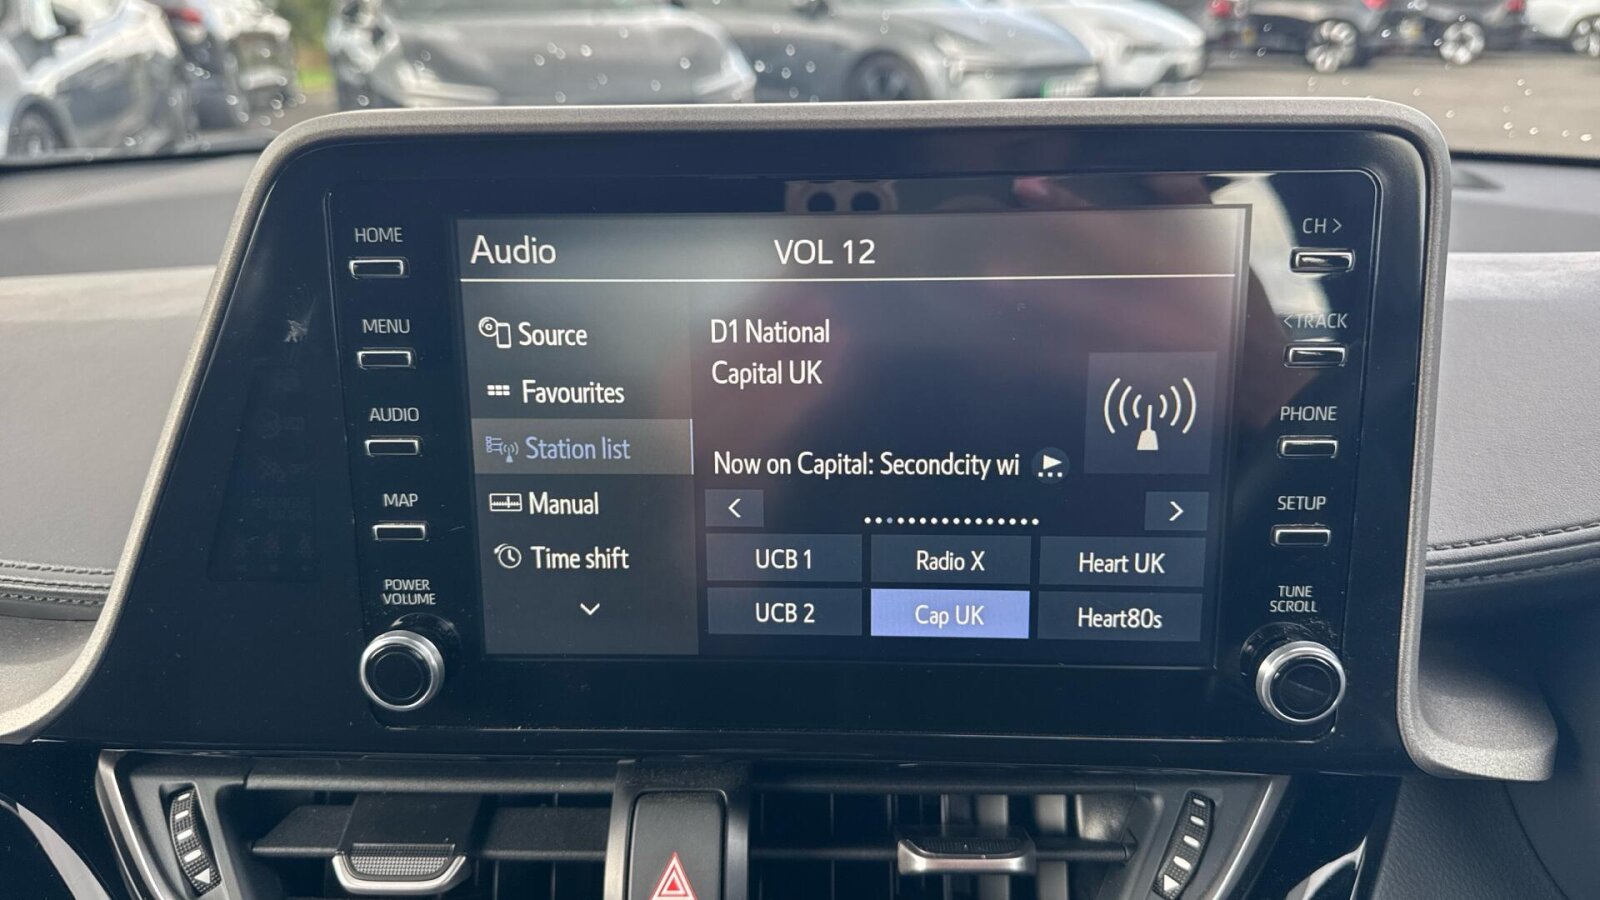 HOME
MENU
AUDIO
MAP
POWER
VOLUME
Audio
VOL 12
Source
Favourites
Station list
Manual
Time shift
D1 National
Capital UK
Now on Capital: Secondcity wi
UCB 1
Radio X
Heart UK
UCB 2
Cap UK
Heart80s
CH >
<TRACK
PHONE
SETUP
TUNE
SCROLL